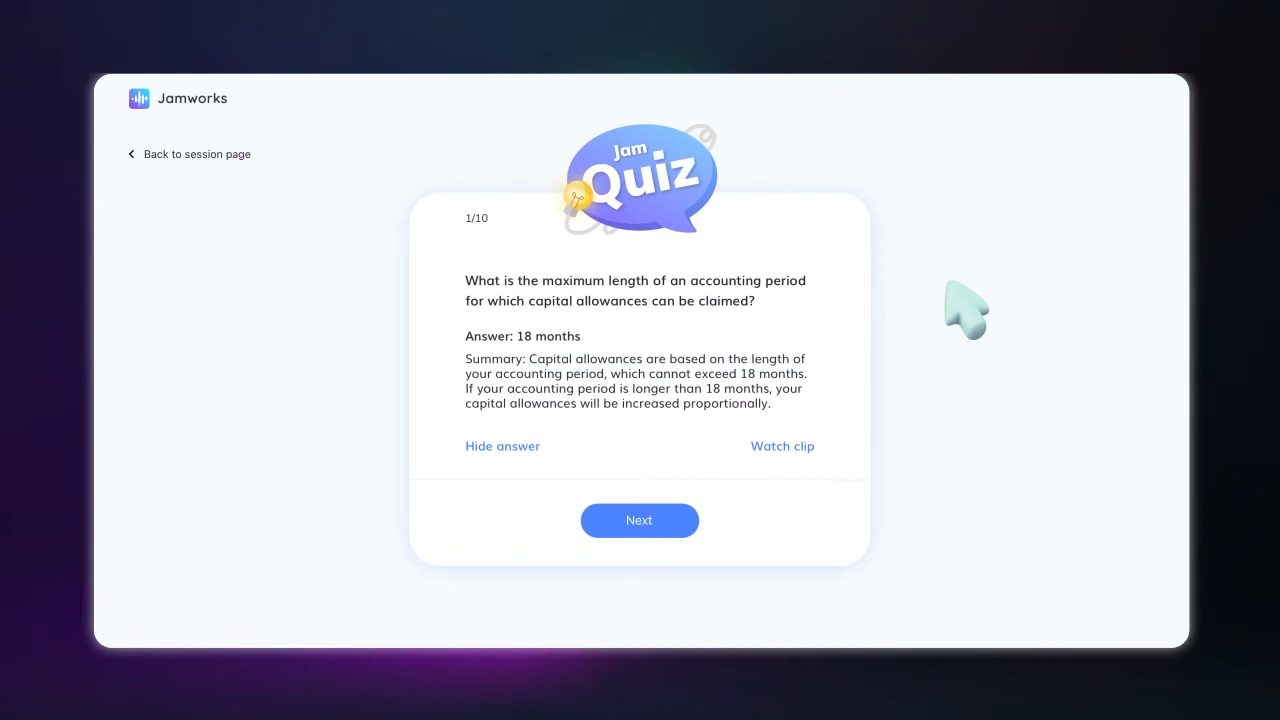 Jamworks
Back to session page
Jam
Quiz
1/10
What is the maximum length of an accounting period
for which capital allowances can be claimed?
Answer: 18 months
Summary: Capital allowances are based on the length of
your accounting period, which cannot exceed 18 months.
If your accounting period is longer than 18 months, your
capital allowances will be increased proportionally.
Hide answer
Watch clip
Next